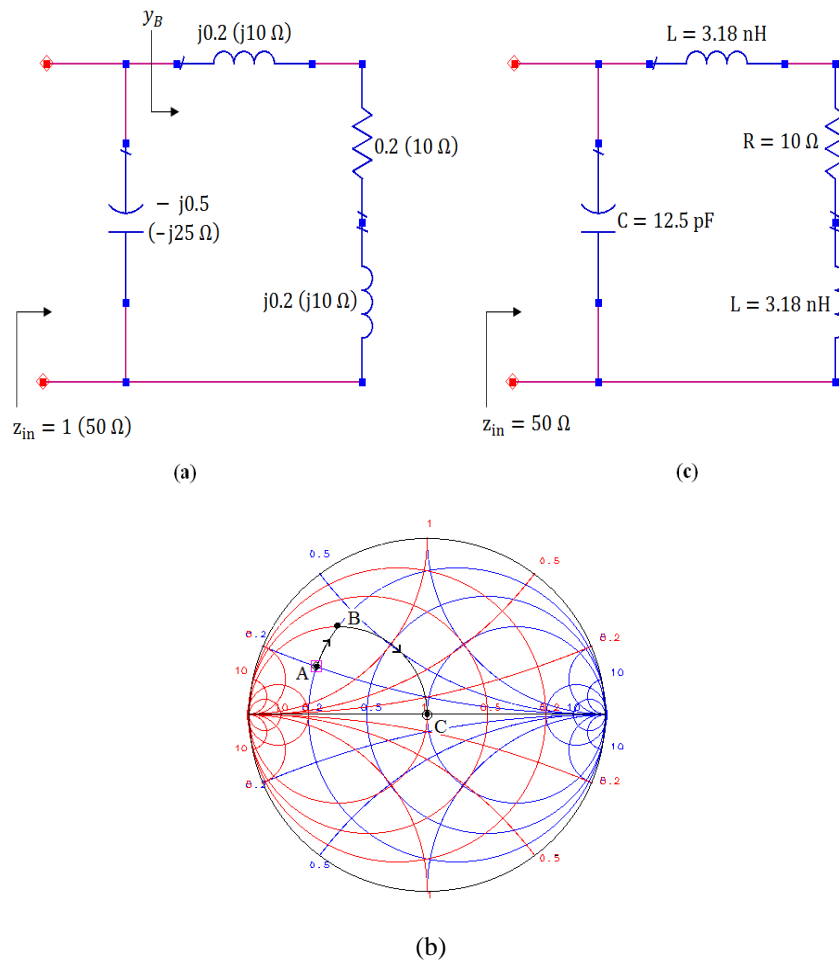 y_B
j0.2 (j10 Ω)
0.2 (10 Ω)
− j0.5
(−j25 Ω)
j0.2 (j10 Ω)
z_in = 1 (50 Ω)
(a)
L = 3.18 nH
R = 10 Ω
C = 12.5 pF
L = 3.18 nH
z_in = 50 Ω
(c)
1
0.5 0.5
B
0.2 0.2
10 A 10
10 0.2 0.5 1 0.5 0.2 10
C
10 10
0.2 0.2
0.5 0.5
1
(b)